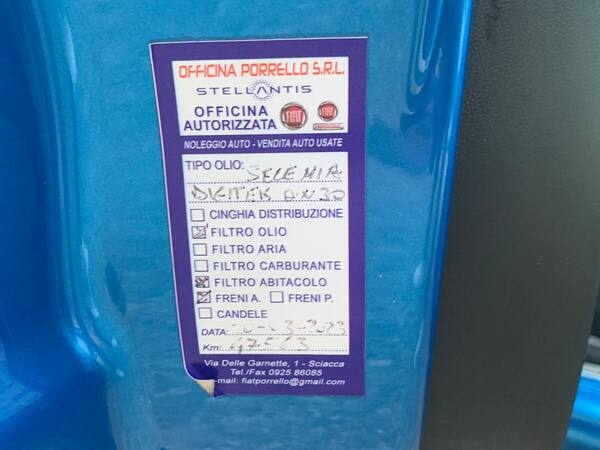 OFFICINA PORRELLO S.R.L.
STELLANTIS
OFFICINA
AUTORIZZATA
FIAT
NOLEGGIO AUTO - VENDITA AUTO USATE
TIPO OLIO: SELENIA
DIGITEK 0W30
CINGHIA DISTRIBUZIONE
FILTRO OLIO
FILTRO ARIA
FILTRO CARBURANTE
FILTRO ABITACOLO
FRENI A. FRENI P.
CANDELE
DATA:
Km:
Via Delle Garnette, 1 - Sciacca
Tel./Fax 0925 86085
e-mail: fiatporrello@gmail.com